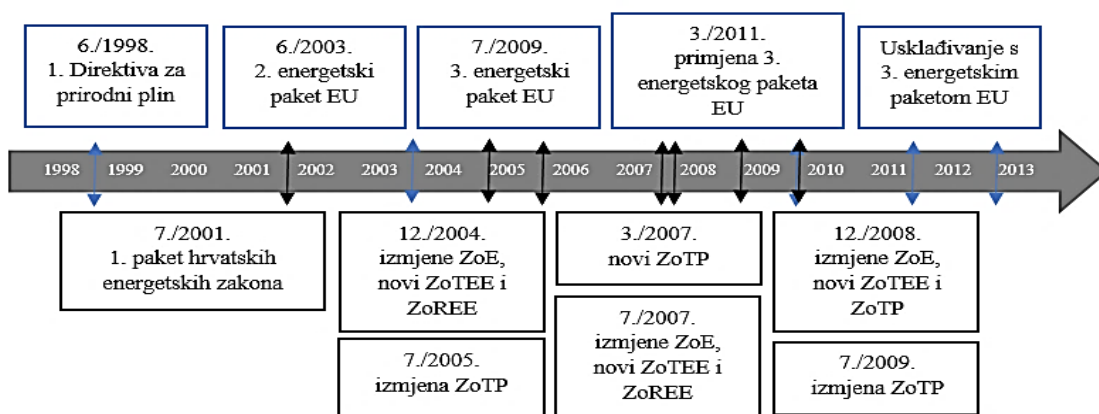 6./1998.
1. Direktiva za
prirodni plin
6./2003.
2. energetski
paket EU
7./2009.
3. energetski
paket EU
3./2011.
primjena 3.
energetskog paketa
EU
Usklađivanje s
3. energetskim
paketom EU
1998 1999 2000 2001 2002 2003 2004 2005 2006 2007 2008 2009 2010 2011 2012 2013
7./2001.
1. paket hrvatskih
energetskih zakona
12./2004.
izmjene ZoE,
novi ZoTEE i
ZoREE
7./2005.
izmjena ZoTP
3./2007.
novi ZoTP
7./2007.
izmjene ZoE,
novi ZoTEE i
ZoREE
12./2008.
izmjene ZoE,
novi ZoTEE i
ZoTP
7./2009.
izmjena ZoTP